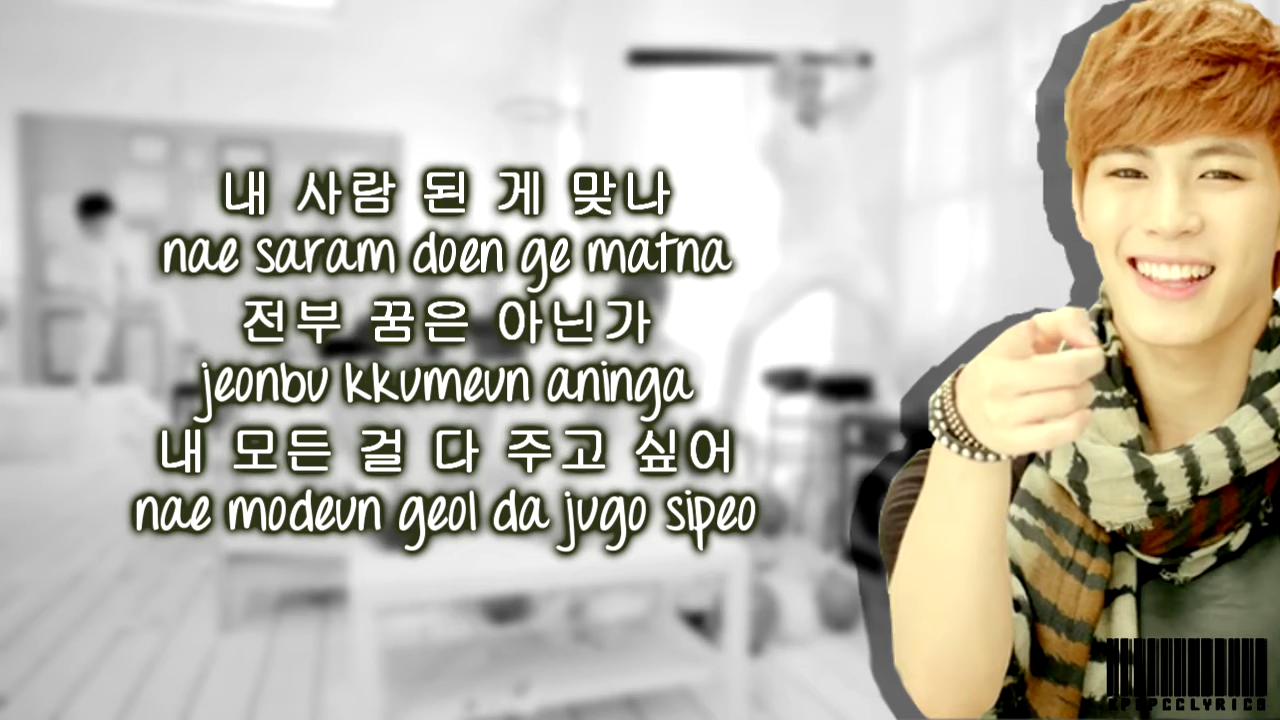 내 사람 된 게 맞나
nae saram doen ge matna
전부 꿈은 아닌가
jeonbu kkumeun aninga
내 모든 걸 다 주고 싶어
nae modeun geol da jugo sipeo
KPOPCCLYRICS